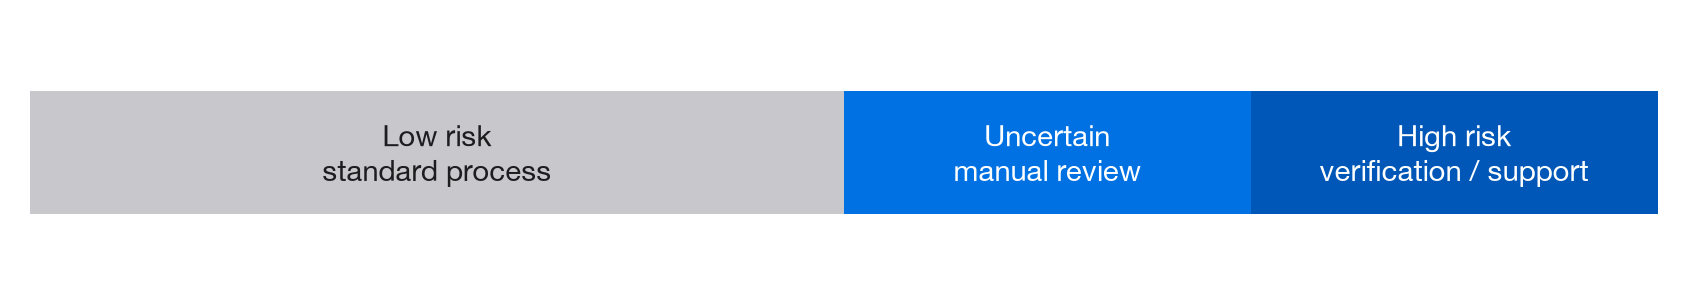 Low risk
standard process
Uncertain
manual review
High risk
verification / support